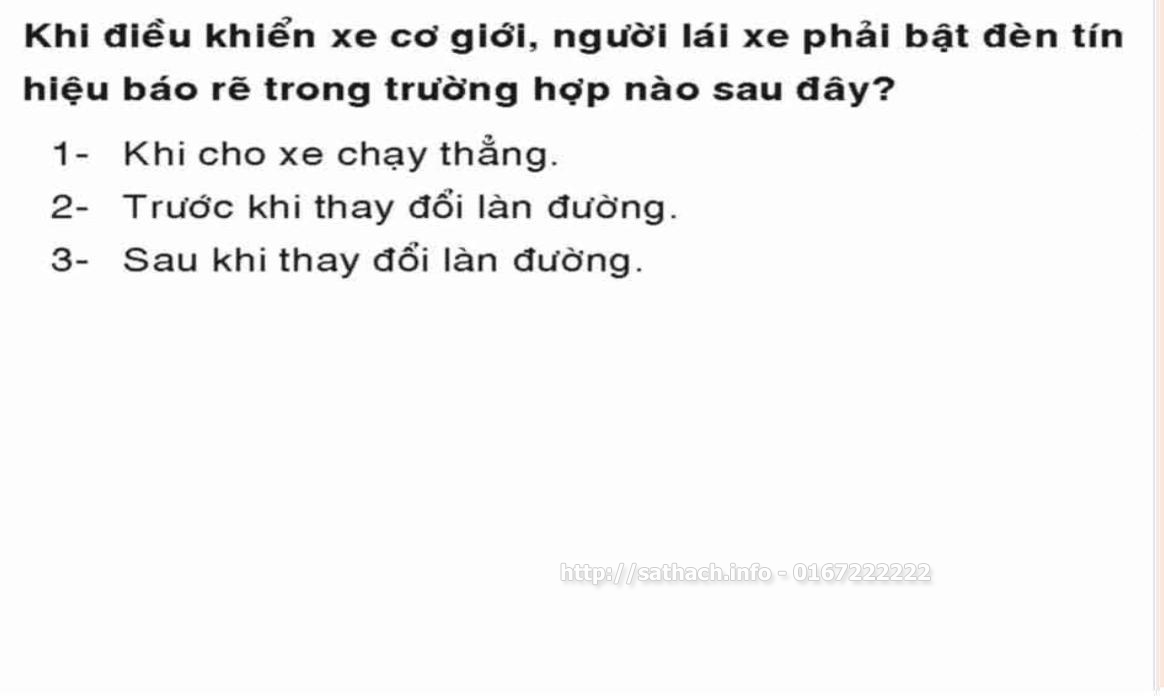 Khi điều khiển xe cơ giới, người lái xe phải bật đèn tín
hiệu báo rẽ trong trường hợp nào sau đây?
1- Khi cho xe chạy thẳng.
2- Trước khi thay đổi làn đường.
3- Sau khi thay đổi làn đường.
http://sathach.info - 0167222222